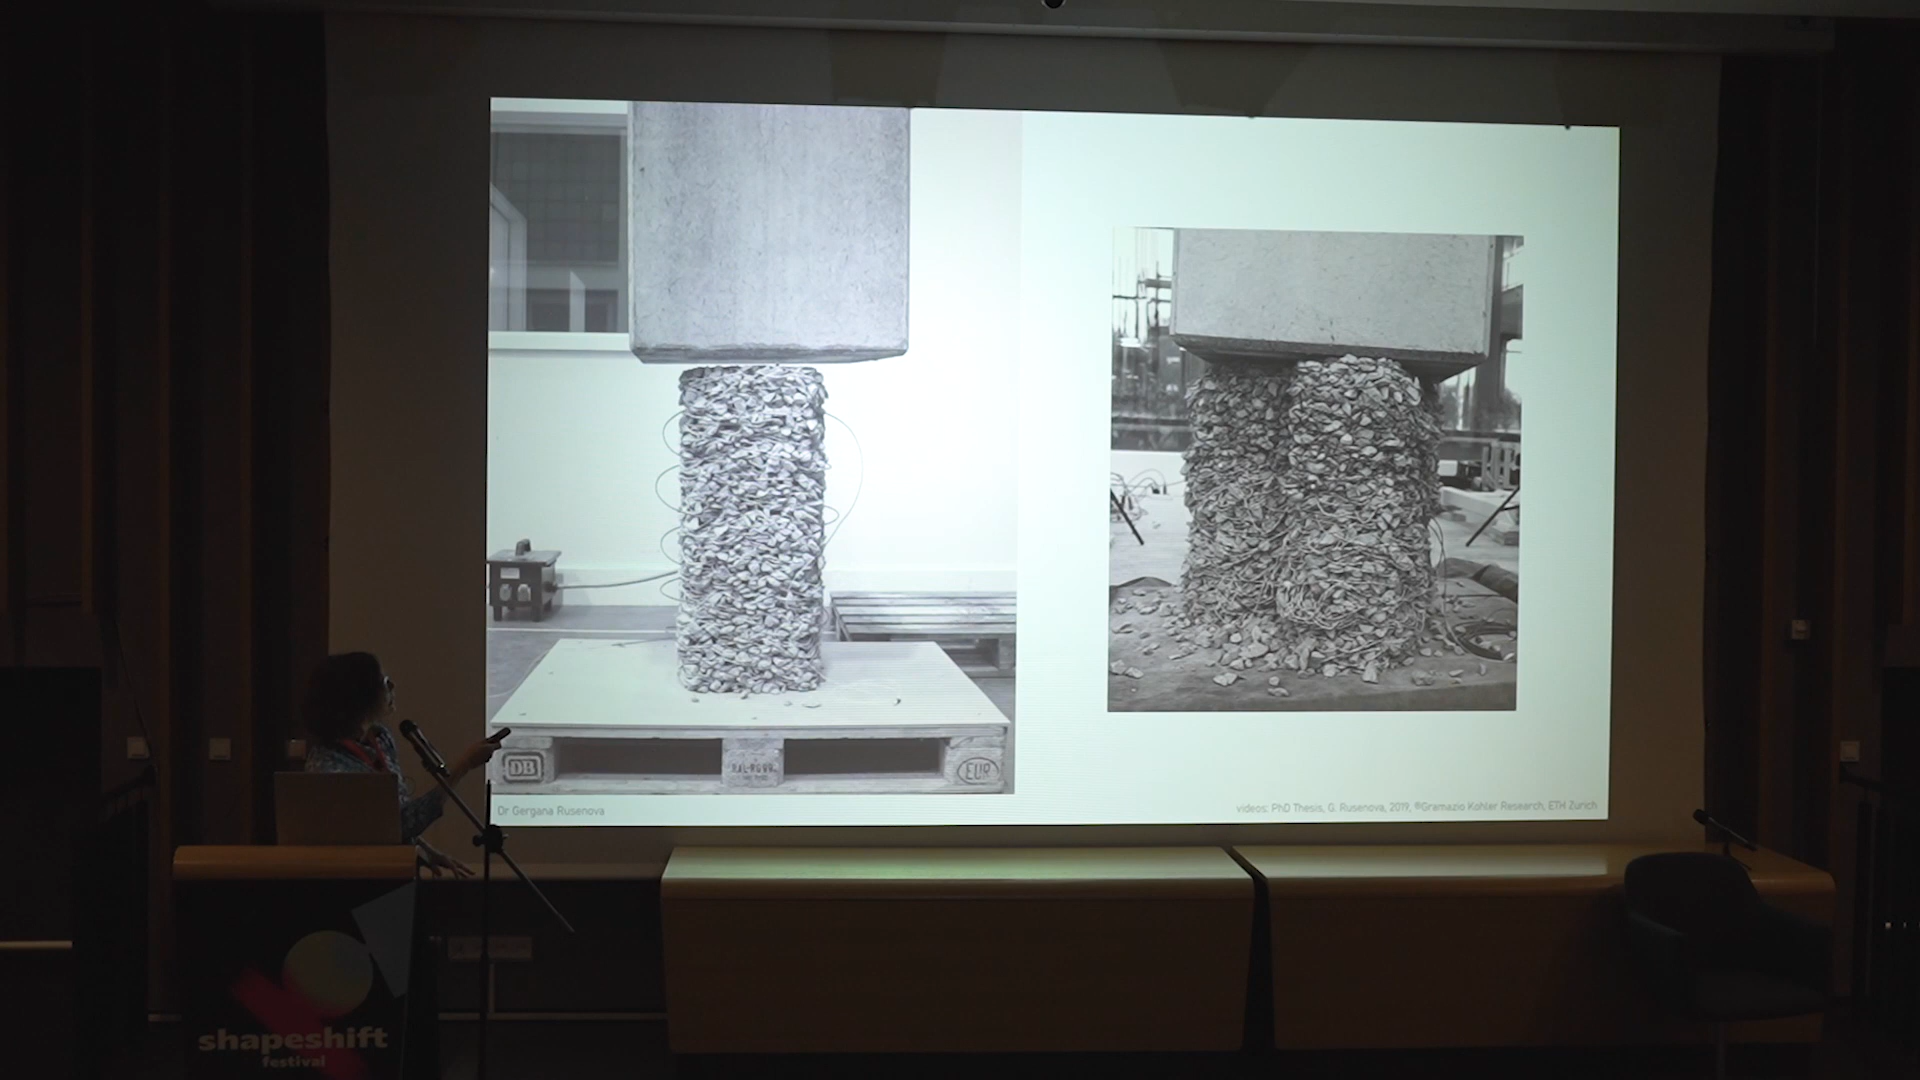 DB
EUR
Dr Gergana Rusenova
videos: PhD Thesis, G. Rusenova, 2019, ©Gramazio Kohler Research, ETH Zurich
shapeshift
festival